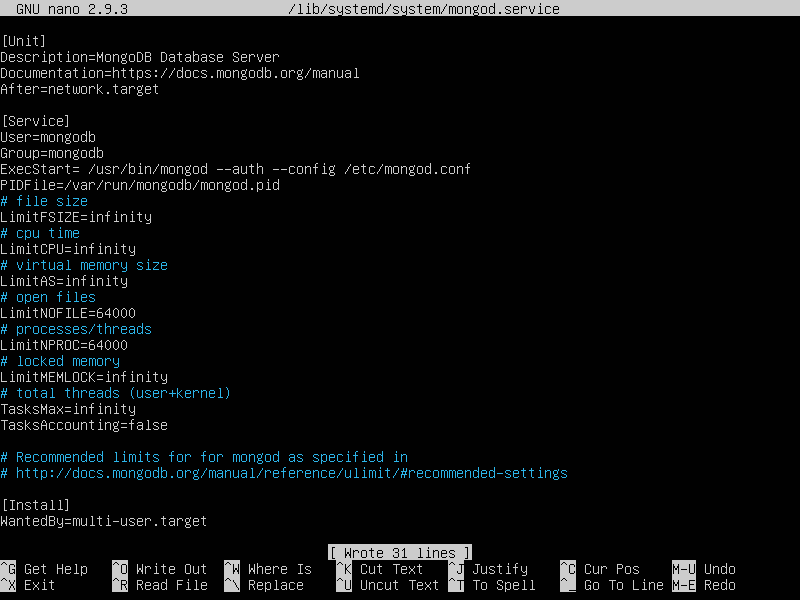 GNU nano 2.9.3 /lib/systemd/system/mongod.service
[Unit]
Description=MongoDB Database Server
Documentation=https://docs.mongodb.org/manual
After=network.target
[Service]
User=mongodb
Group=mongodb
ExecStart= /usr/bin/mongod --auth --config /etc/mongod.conf
PIDFile=/var/run/mongodb/mongod.pid
# file size
LimitFSIZE=infinity
# cpu time
LimitCPU=infinity
# virtual memory size
LimitAS=infinity
# open files
LimitNOFILE=64000
# processes/threads
LimitNPROC=64000
# locked memory
LimitMEMLOCK=infinity
# total threads (user+kernel)
TasksMax=infinity
TasksAccounting=false
# Recommended limits for for mongod as specified in
# http://docs.mongodb.org/manual/reference/ulimit/#recommended-settings
[Install]
WantedBy=multi-user.target
[ Wrote 31 lines ]
^G Get Help ^O Write Out ^W Where Is ^K Cut Text ^J Justify ^C Cur Pos M-U Undo
^X Exit ^R Read File ^\ Replace ^U Uncut Text ^T To Spell ^_ Go To Line M-E Redo